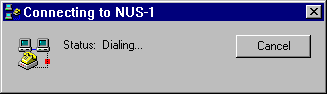 Connecting to NUS-1
Status: Dialing...
Cancel